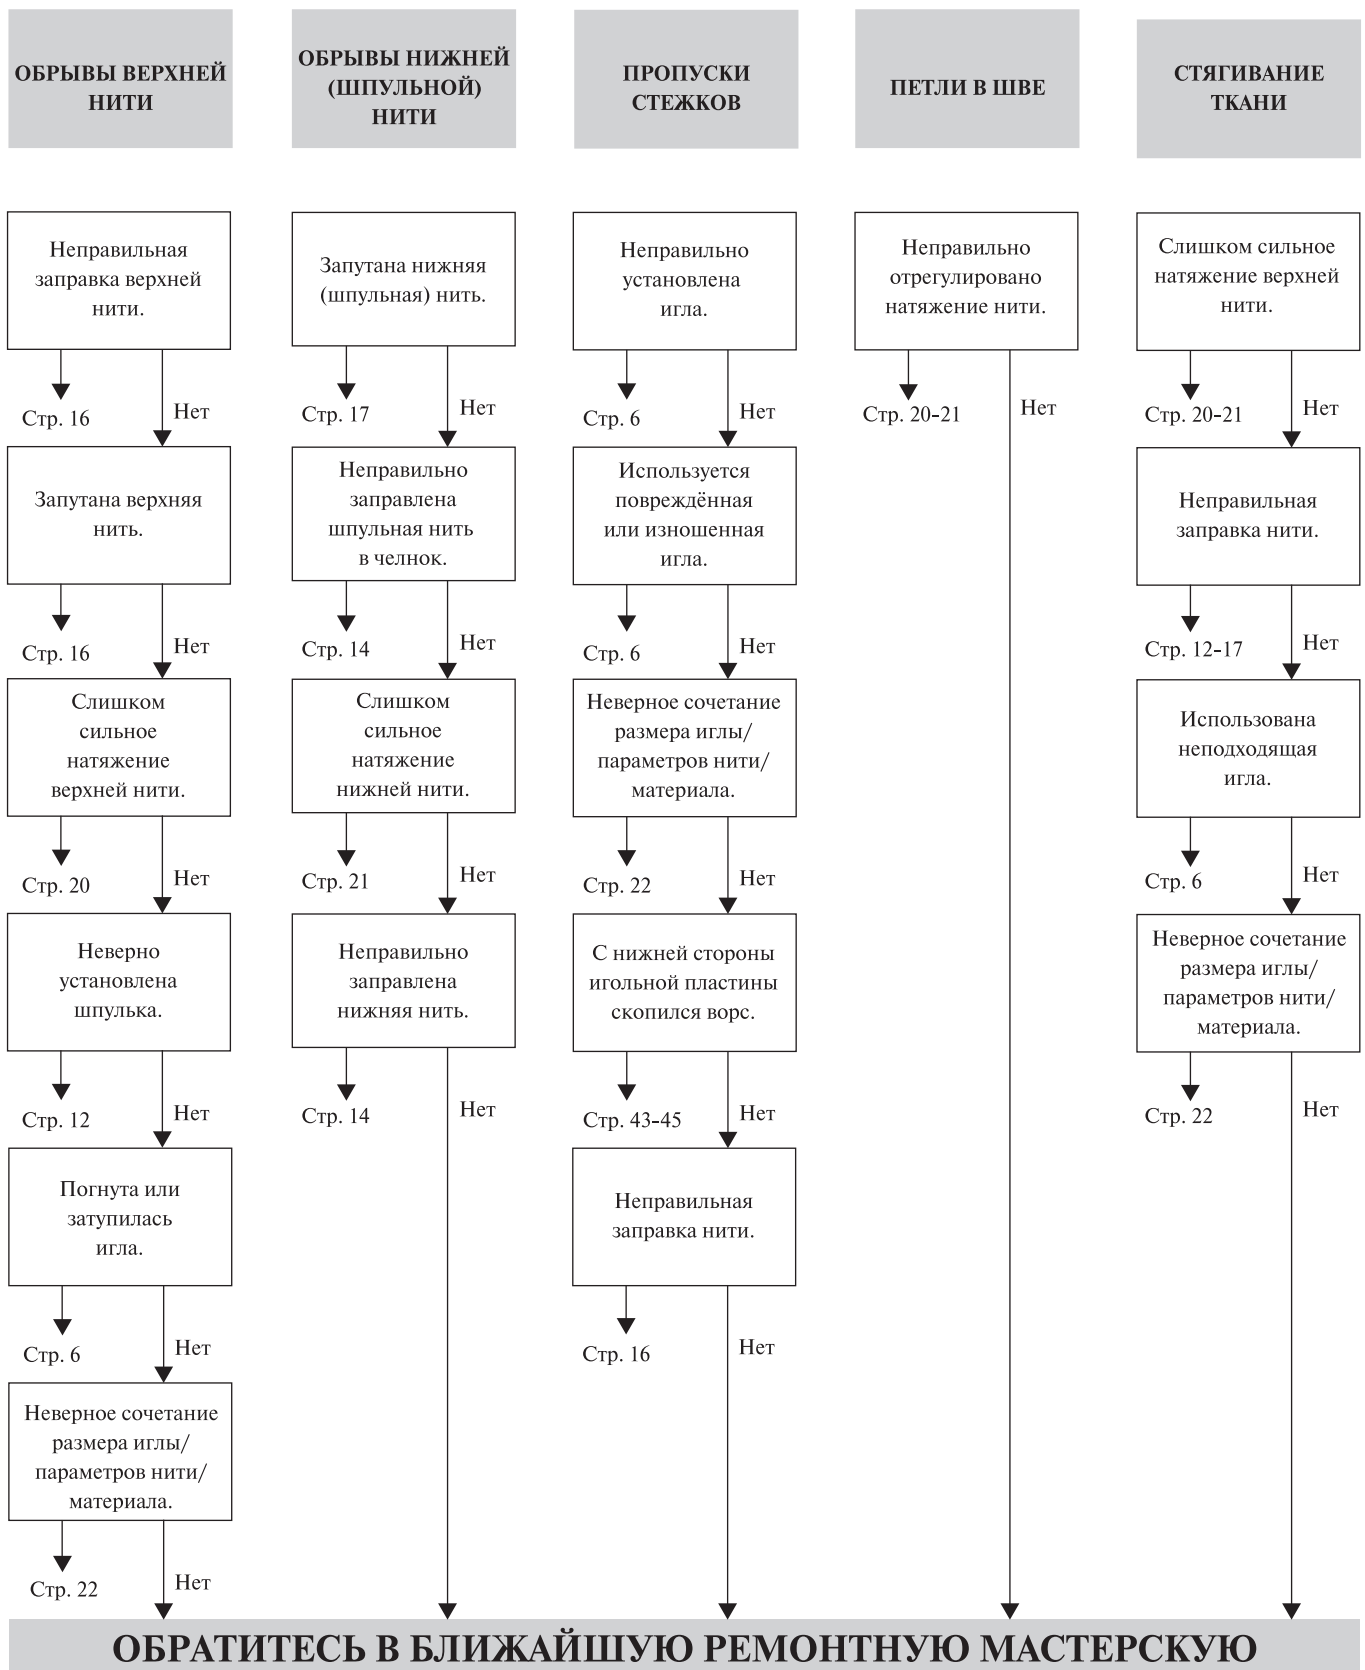 ОБРЫВЫ ВЕРХНЕЙ
НИТИ
Неправильная
заправка верхней
нити.
Стр. 16
Нет
Запутана верхняя
нить.
Стр. 16
Нет
Слишком
сильное
натяжение
верхней нити.
Стр. 20
Нет
Неверно
установлена
шпулька.
Стр. 12
Нет
Погнута или
затупилась
игла.
Стр. 6
Нет
Неверное сочетание
размера иглы/
параметров нити/
материала.
Стр. 22
Нет
ОБРЫВЫ НИЖНЕЙ
(ШПУЛЬНОЙ)
НИТИ
Запутана нижняя
(шпульная) нить.
Стр. 17
Нет
Неправильно
заправлена
шпульная нить
в челнок.
Стр. 14
Нет
Слишком
сильное
натяжение
нижней нити.
Стр. 21
Нет
Неправильно
заправлена
нижняя нить.
Стр. 14
Нет
ПРОПУСКИ
СТЕЖКОВ
Неправильно
установлена
игла.
Стр. 6
Нет
Используется
повреждённая
или изношенная
игла.
Стр. 6
Нет
Неверное сочетание
размера иглы/
параметров нити/
материала.
Стр. 22
Нет
С нижней стороны
игольной пластины
скопился ворс.
Стр. 43-45
Нет
Неправильная
заправка нити.
Стр. 16
Нет
ПЕТЛИ В ШВЕ
Неправильно
отрегулировано
натяжение нити.
Стр. 20-21
Нет
СТЯГИВАНИЕ
ТКАНИ
Слишком сильное
натяжение верхней
нити.
Стр. 20-21
Нет
Неправильная
заправка нити.
Стр. 12-17
Нет
Использована
неподходящая
игла.
Стр. 6
Нет
Неверное сочетание
размера иглы/
параметров нити/
материала.
Стр. 22
Нет
ОБРАТИТЕСЬ В БЛИЖАЙШУЮ РЕМОНТНУЮ МАСТЕРСКУЮ